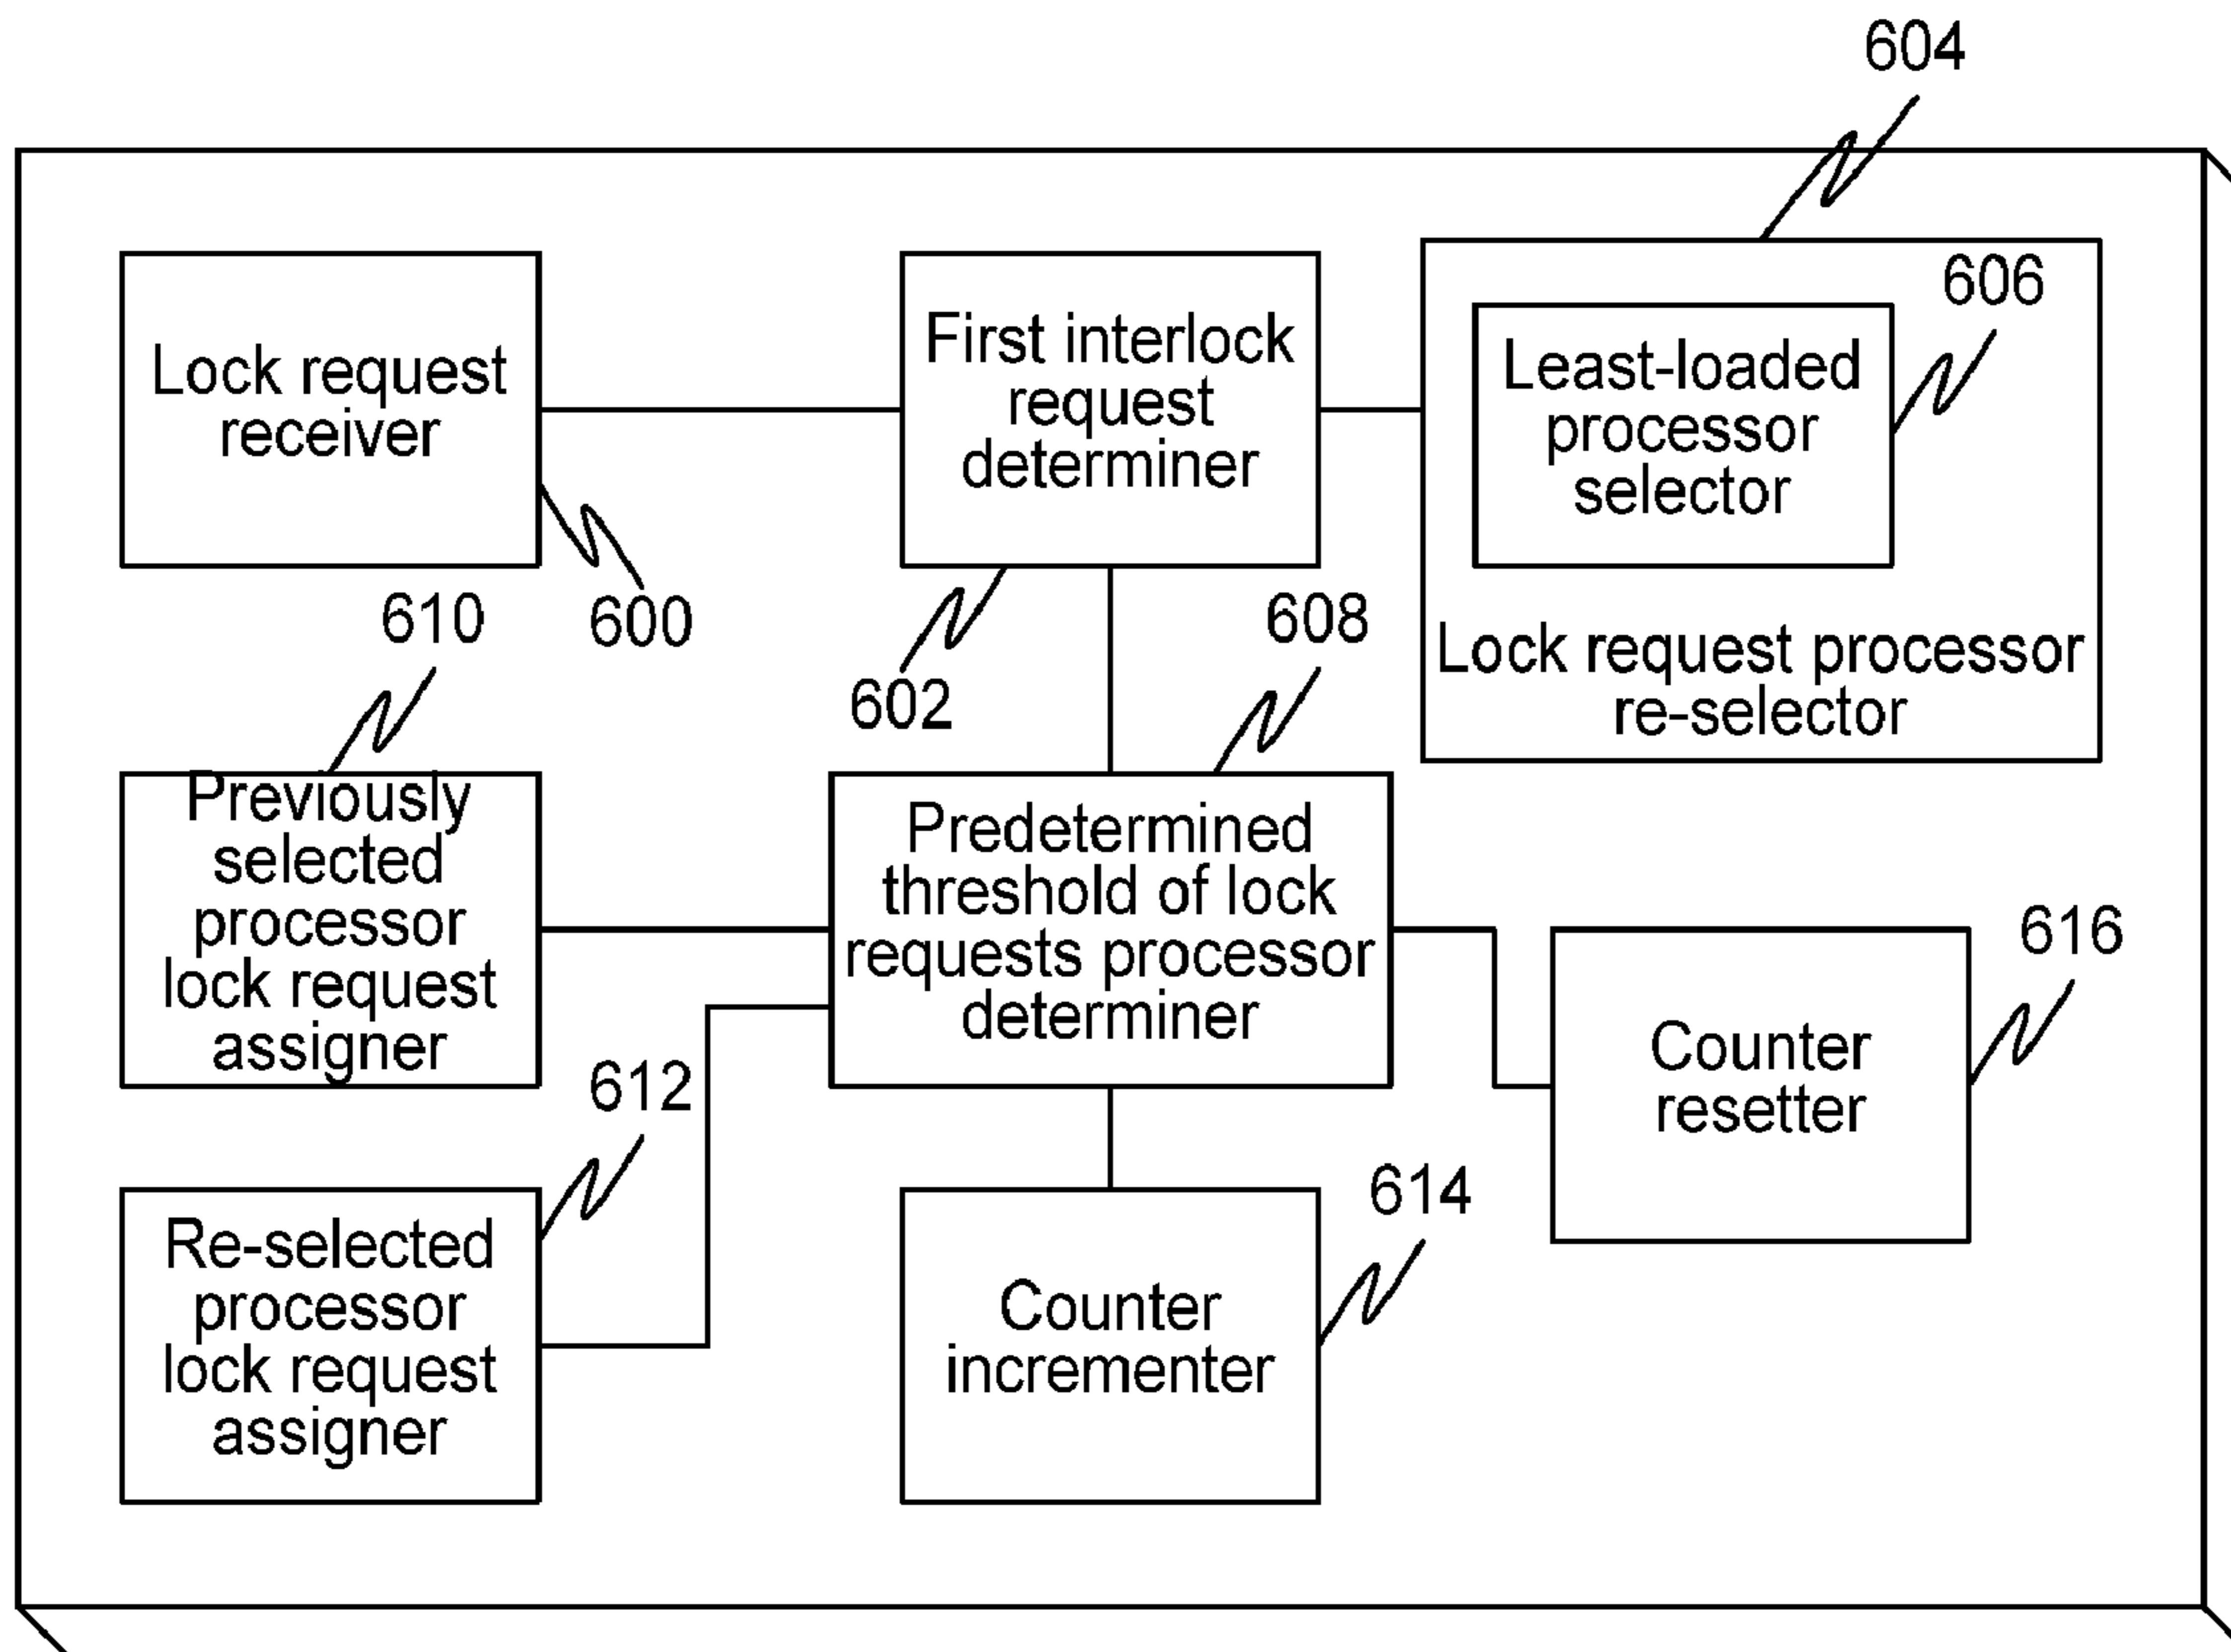 604
Lock request
receiver
600
First interlock
request
determiner
602
606
Least-loaded
processor
selector
Lock request processor
re-selector
610
Previously
selected
processor
lock request
assigner
608
Predetermined
threshold of lock
requests processor
determiner
616
Counter
resetter
612
Re-selected
processor
lock request
assigner
614
Counter
incrementer